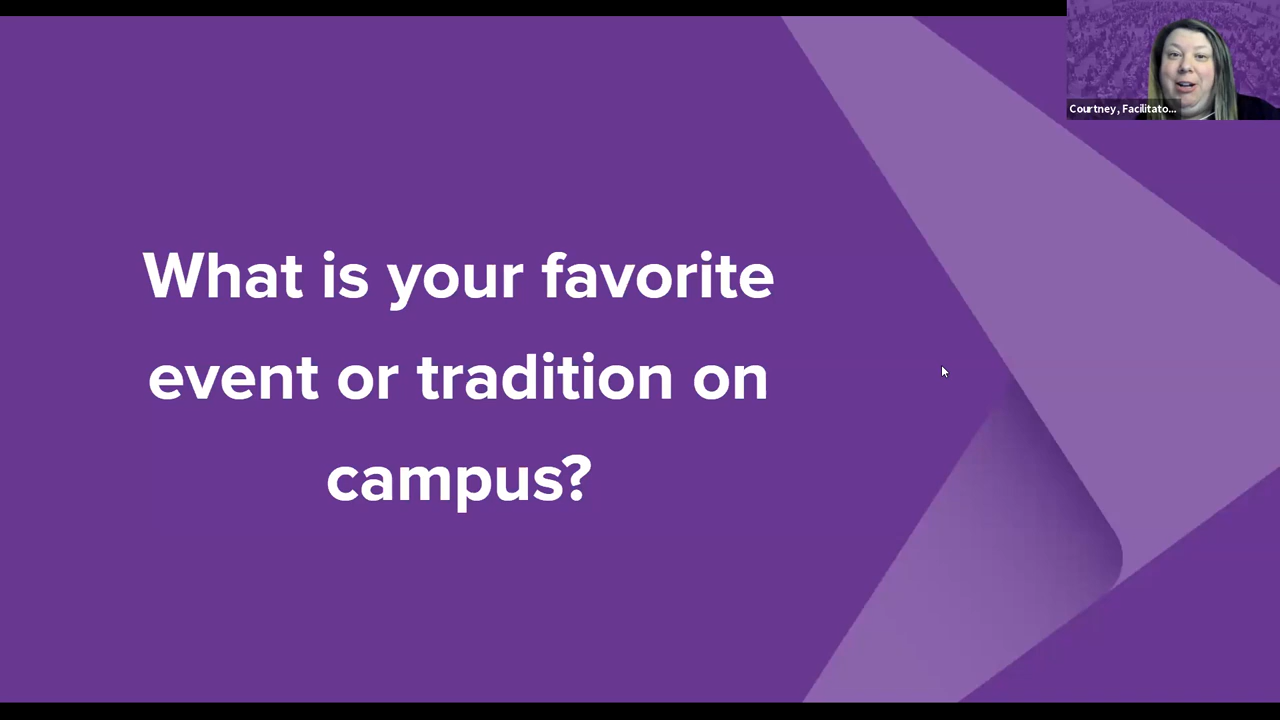 Courtney, Facilitato...
What is your favorite
event or tradition on
campus?